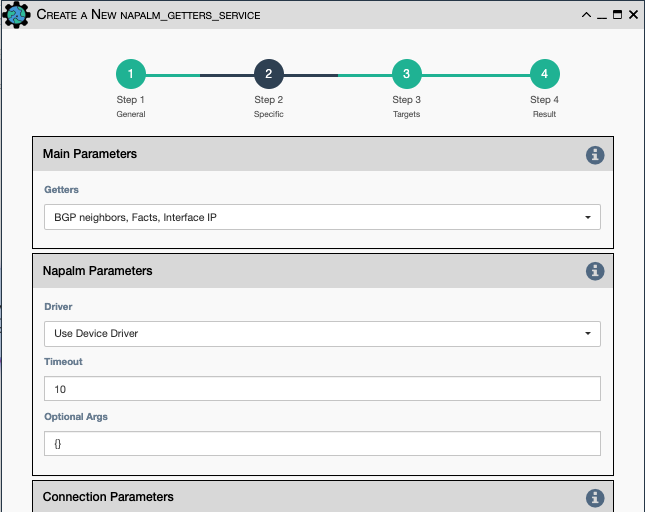 Create a New napalm_getters_service
1 2 3 4
Step 1 Step 2 Step 3 Step 4
General Specific Targets Result
Main Parameters
Getters
BGP neighbors, Facts, Interface IP
Napalm Parameters
Driver
Use Device Driver
Timeout
10
Optional Args
{}
Connection Parameters